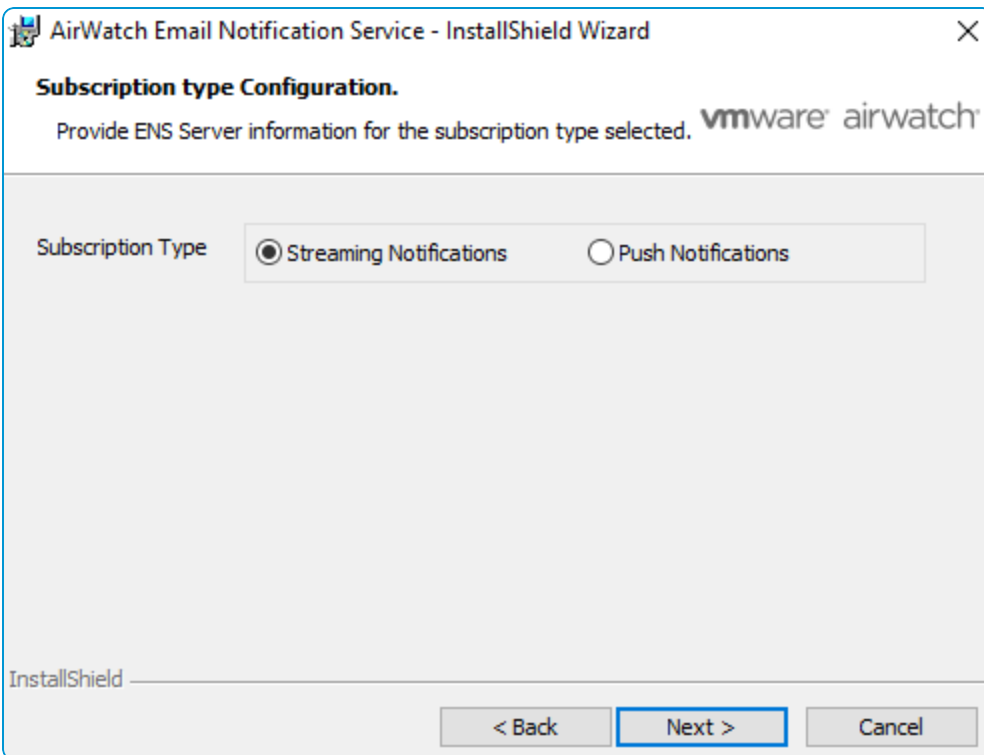 AirWatch Email Notification Service - InstallShield Wizard
Subscription type Configuration.
Provide ENS Server information for the subscription type selected.
vmware airwatch
Subscription Type
Streaming Notifications
Push Notifications
InstallShield
< Back
Next >
Cancel